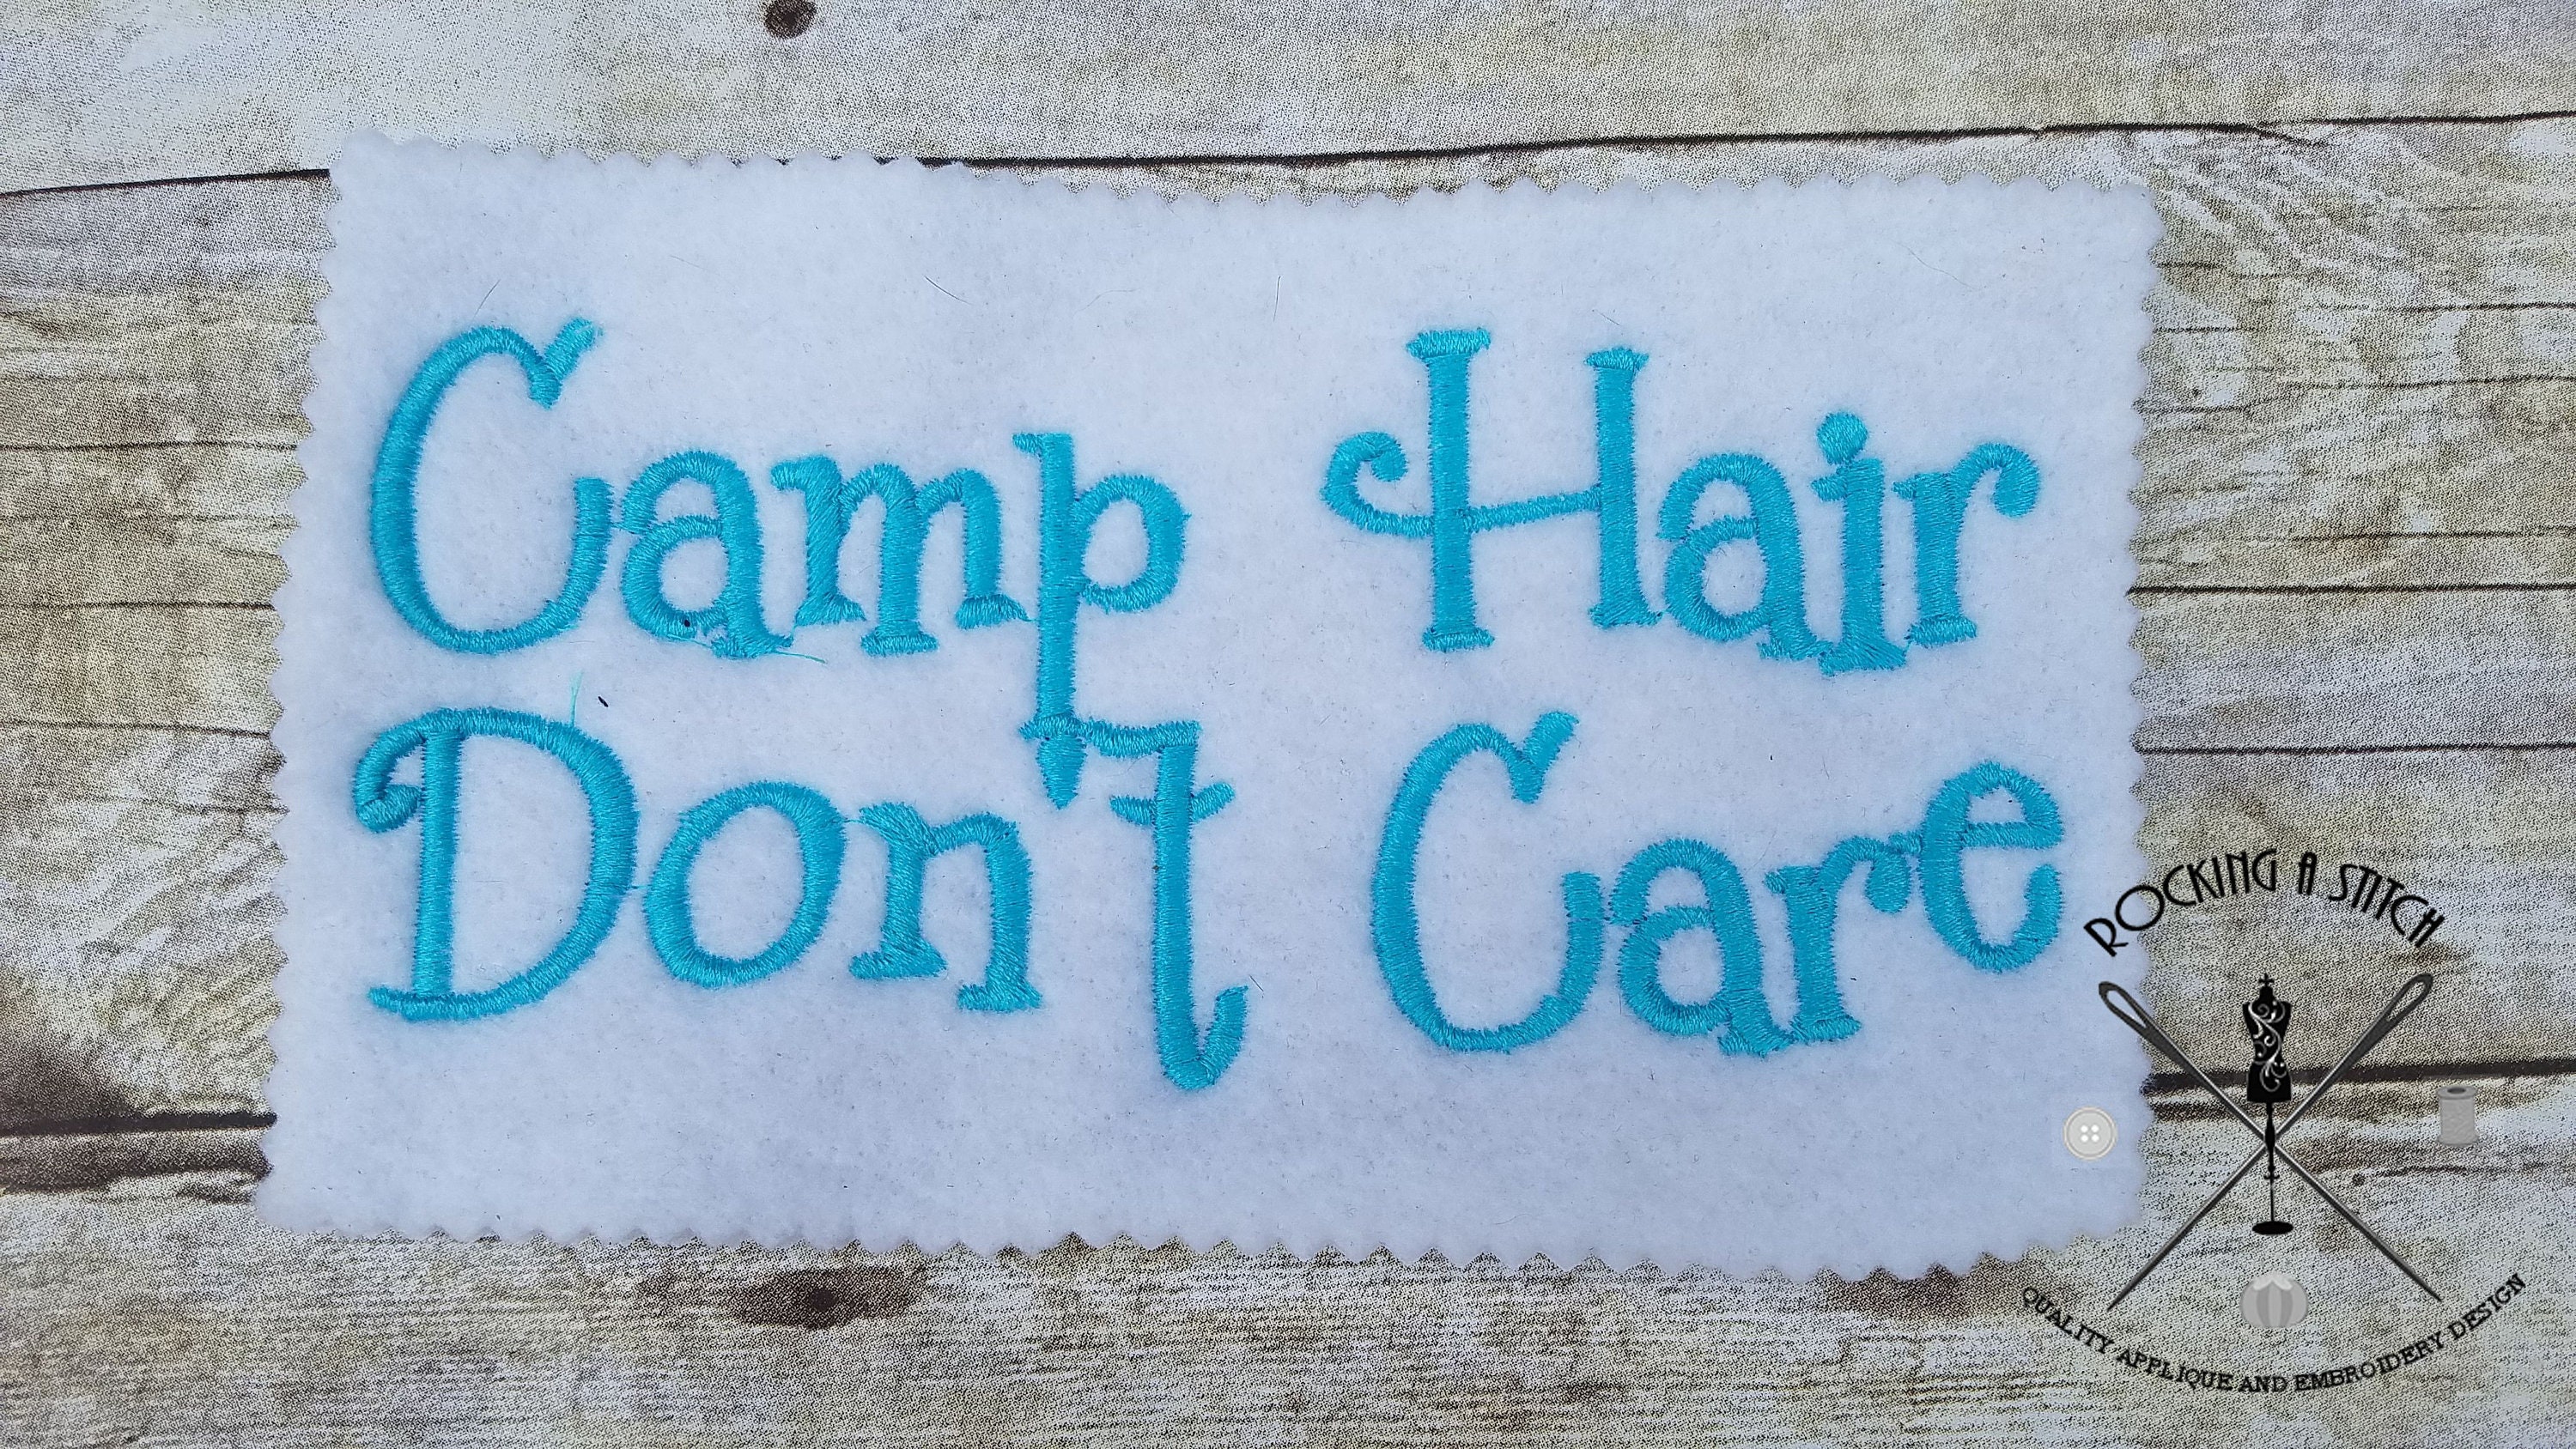 Camp Hair
Don't Care
ROCKING A STITCH
QUALITY APPLIQUE AND EMBROIDERY DESIGN